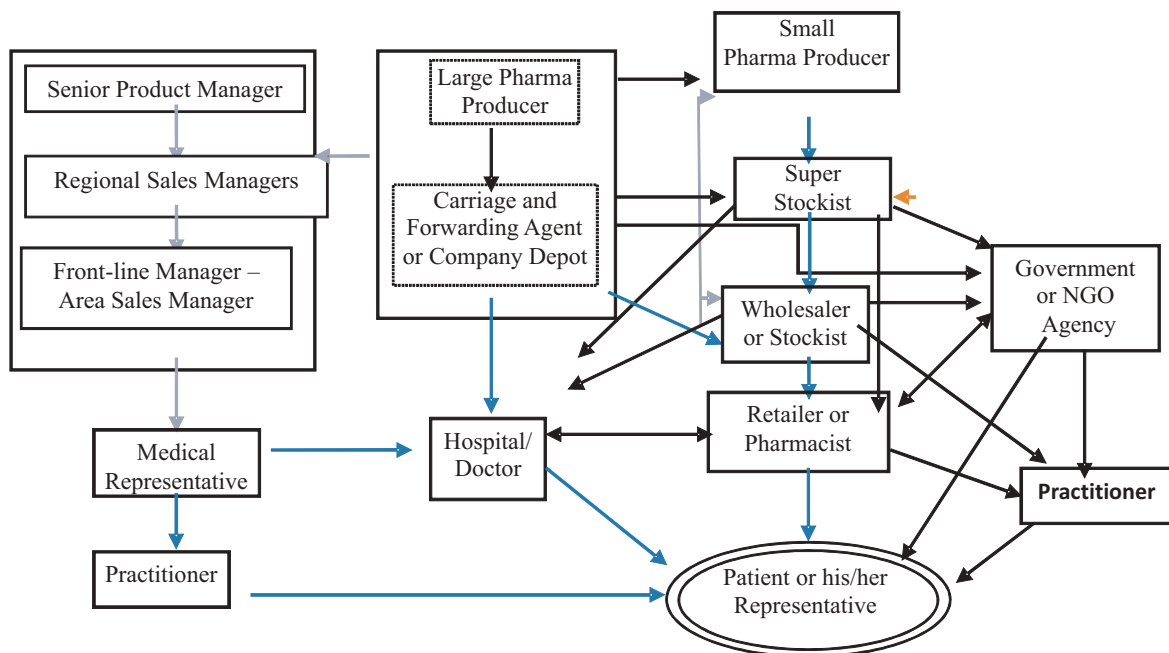 Senior Product Manager
Regional Sales Managers
Front-line Manager –
Area Sales Manager
Medical
Representative
Practitioner
Large Pharma
Producer
Carriage and
Forwarding Agent
or Company Depot
Hospital/
Doctor
Small
Pharma Producer
Super
Stockist
Wholesaler
or Stockist
Retailer or
Pharmacist
Patient or his/her
Representative
Government
or NGO
Agency
Practitioner